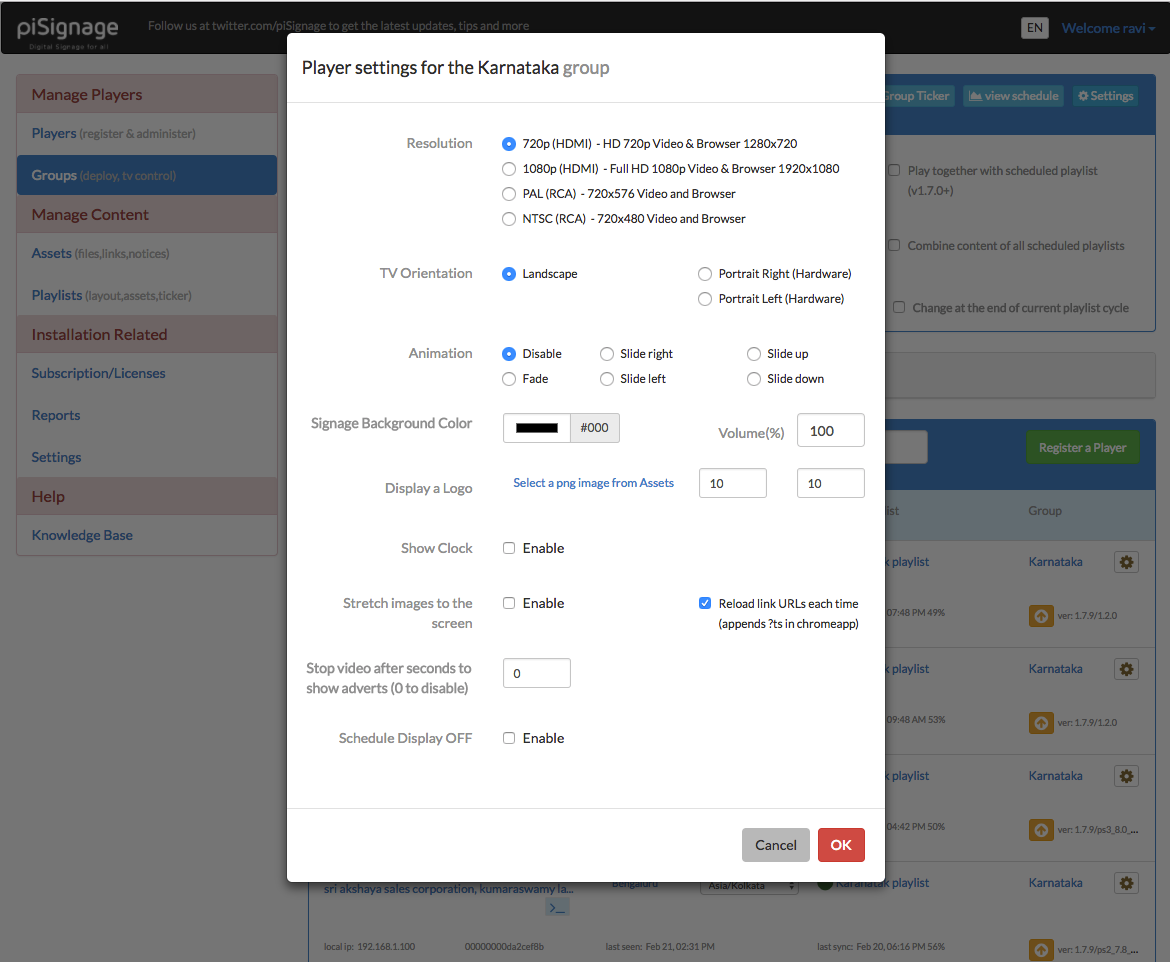 piSignage
Digital Signage for all
Follow us at twitter.com/piSignage to get the latest updates, tips and more
EN
Welcome ravi
Manage Players
Players (register & administer)
Groups (deploy, tv control)
Manage Content
Assets (files,links,notices)
Playlists (layout,assets,ticker)
Installation Related
Subscription/Licenses
Reports
Settings
Help
Knowledge Base
Player settings for the Karnataka group
Resolution
720p (HDMI) - HD 720p Video & Browser 1280x720
1080p (HDMI) - Full HD 1080p Video & Browser 1920x1080
PAL (RCA) - 720x576 Video and Browser
NTSC (RCA) - 720x480 Video and Browser
TV Orientation
Landscape
Portrait Right (Hardware)
Portrait Left (Hardware)
Animation
Disable
Slide right
Slide up
Fade
Slide left
Slide down
Signage Background Color
#000
Volume(%)
100
Display a Logo
Select a png image from Assets
10
10
Show Clock
Enable
Stretch images to the
screen
Enable
Reload link URLs each time
(appends ?ts in chromeapp)
Stop video after seconds to
show adverts (0 to disable)
0
Schedule Display OFF
Enable
Cancel
OK
Group Ticker
view schedule
Settings
Play together with scheduled playlist
(v1.7.0+)
Combine content of all scheduled playlists
Change at the end of current playlist cycle
Register a Player
Group
playlist
Karnataka
07:48 PM 49%
ver: 1.7.9/1.2.0
playlist
Karnataka
09:48 AM 53%
ver: 1.7.9/1.2.0
playlist
Karnataka
04:42 PM 50%
ver: 1.7.9/ps3_8.0_...
sri akshaya sales corporation, kumaraswamy la...
Bengaluru
Asia/Kolkata
Karanatak playlist
Karnataka
>_
local ip: 192.168.1.100
00000000da2cef8b
last seen: Feb 21, 02:31 PM
last sync: Feb 20, 06:16 PM 56%
ver: 1.7.9/ps2_7.8_...